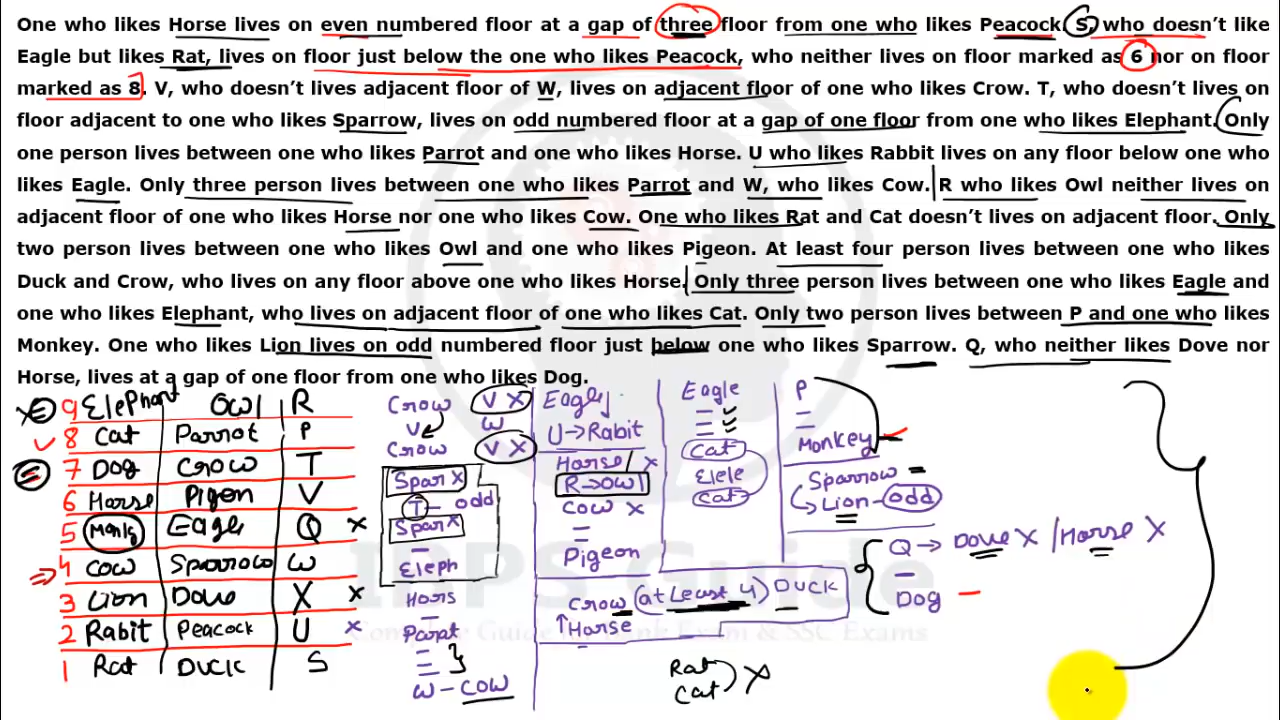 One who likes Horse lives on even numbered floor at a gap of three floor from one who likes Peacock S, who doesn't like
Eagle but likes Rat, lives on floor just below the one who likes Peacock, who neither lives on floor marked as 6 nor on floor
marked as 8. V, who doesn't lives adjacent floor of W, lives on adjacent floor of one who likes Crow. T, who doesn't lives on
floor adjacent to one who likes Sparrow, lives on odd numbered floor at a gap of one floor from one who likes Elephant. Only
one person lives between one who likes Parrot and one who likes Horse. U who likes Rabbit lives on any floor below one who
likes Eagle. Only three person lives between one who likes Parrot and W, who likes Cow. R who likes Owl neither lives on
adjacent floor of one who likes Horse nor one who likes Cow. One who likes Rat and Cat doesn't lives on adjacent floor. Only
two person lives between one who likes Owl and one who likes Pigeon. At least four person lives between one who likes
Duck and Crow, who lives on any floor above one who likes Horse. Only three person lives between one who likes Eagle and
one who likes Elephant, who lives on adjacent floor of one who likes Cat. Only two person lives between P and one who likes
Monkey. One who likes Lion lives on odd numbered floor just below one who likes Sparrow. Q, who neither likes Dove nor
Horse, lives at a gap of one floor from one who likes Dog.
9 Elephant Owl R
8 Cat Parrot P
7 Dog Crow T
6 Horse Pigen V
5 Monk Eagle Q X
4 Cow Sparrow W
3 Lion Dove X X
2 Rabit Peacock U X
1 Rat Duck S
Crow V X
V W
Crow V X
Spar X
T - odd
Spar X
Eleph
Hors
Parat
W - Cow
Eagle
U → Rabbit
Horse X
R → Owl
Cow X
Pigeon
Crow (at Least 4) Duck
↑ Horse
Eagle
Cat
Elele
Cat
P
Monkey
Sparrow
Lion - odd
Q → Dove X / Horse X
Dog
Rat
Cat X
IBPS Guide
Complete Guide for Bank Exam & SSC Exams